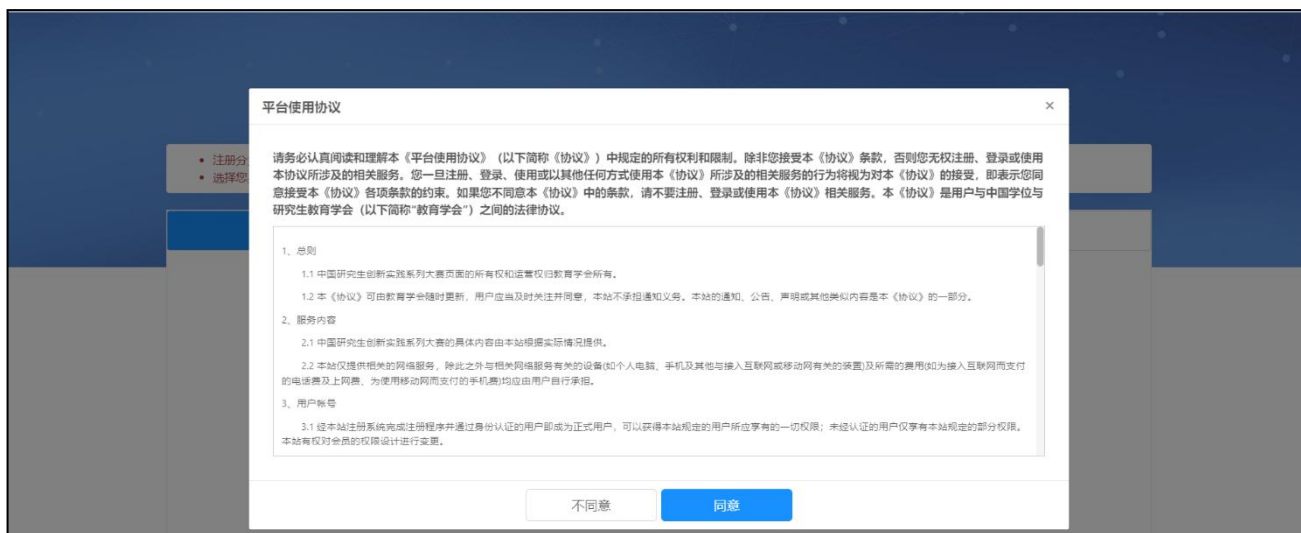 平台使用协议
×
• 注册分
• 选择您
请务必认真阅读和理解本《平台使用协议》（以下简称《协议》）中规定的所有权利和限制。除非您接受本《协议》条款，否则您无权注册、登录或使用
本协议所涉及的相关服务。您一旦注册、登录、使用或以其他任何方式使用本《协议》所涉及的相关服务的行为将视为对本《协议》的接受，即表示您同
意接受本《协议》各项条款的约束。如果您不同意本《协议》中的条款，请不要注册、登录或使用本《协议》相关服务。本《协议》是用户与中国学位与
研究生教育学会（以下简称“教育学会”）之间的法律协议。
1、总则
1.1 中国研究生创新实践系列大赛页面的所有权和运营权归教育学会所有。
1.2 本《协议》可由教育学会随时更新，用户应当及时关注并同意，本站不承担通知义务。本站的通知、公告、声明或其他类似内容是本《协议》的一部分。
2、服务内容
2.1 中国研究生创新实践系列大赛的具体内容由本站根据实际情况提供。
2.2 本站仅提供相关的网络服务，除此之外与相关网络服务有关的设备(如个人电脑、手机及其他与接入互联网或移动网有关的装置)及所需的费用(如为接入互联网而支付
的电话费及上网费、为使用移动网而支付的手机费)均应由用户自行承担。
3、用户帐号
3.1 经本站注册系统完成注册程序并通过身份认证的用户即成为正式用户，可以获得本站规定的用户所应享有的一切权限；未经认证的用户仅享有本站规定的部分权限。
本站有权对会员的权限设计进行变更。
不同意
同意